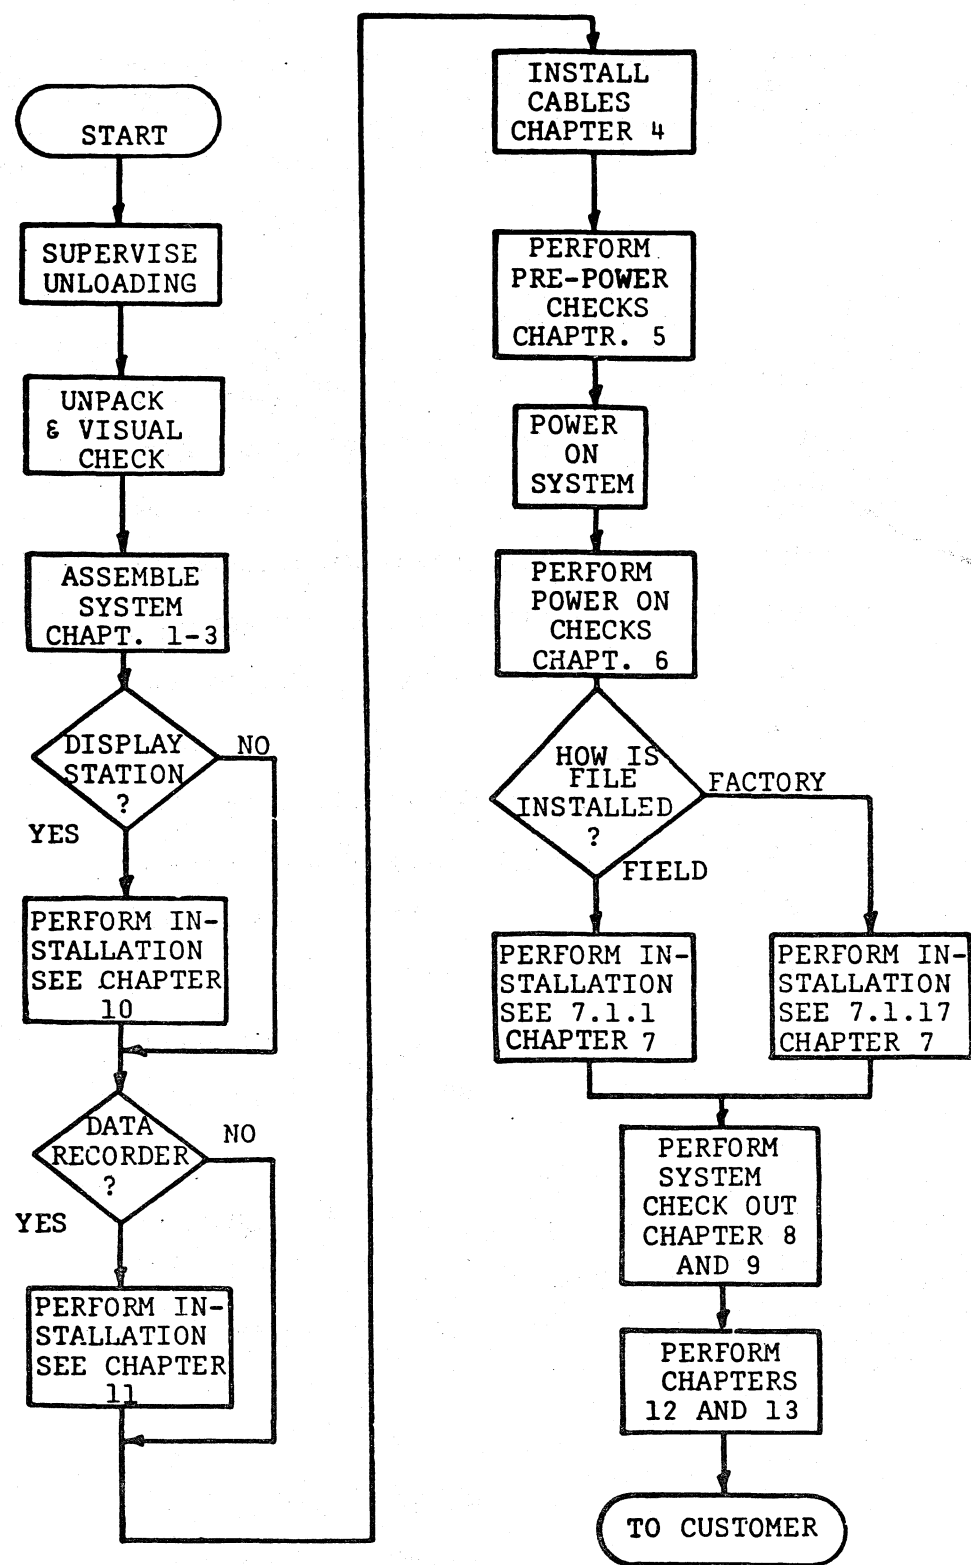 START
SUPERVISE
UNLOADING
UNPACK
& VISUAL
CHECK
ASSEMBLE
SYSTEM
CHAPT. 1-3
DISPLAY
STATION
?
NO
YES
PERFORM IN-
STALLATION
SEE CHAPTER
10
DATA
RECORDER
?
NO
YES
PERFORM IN-
STALLATION
SEE CHAPTER
11
INSTALL
CABLES
CHAPTER 4
PERFORM
PRE-POWER
CHECKS
CHAPTR. 5
POWER
ON
SYSTEM
PERFORM
POWER ON
CHECKS
CHAPT. 6
HOW IS
FILE
INSTALLED
?
FACTORY
FIELD
PERFORM IN-
STALLATION
SEE 7.1.1
CHAPTER 7
PERFORM IN-
STALLATION
SEE 7.1.17
CHAPTER 7
PERFORM
SYSTEM
CHECK OUT
CHAPTER 8
AND 9
PERFORM
CHAPTERS
12 AND 13
TO CUSTOMER